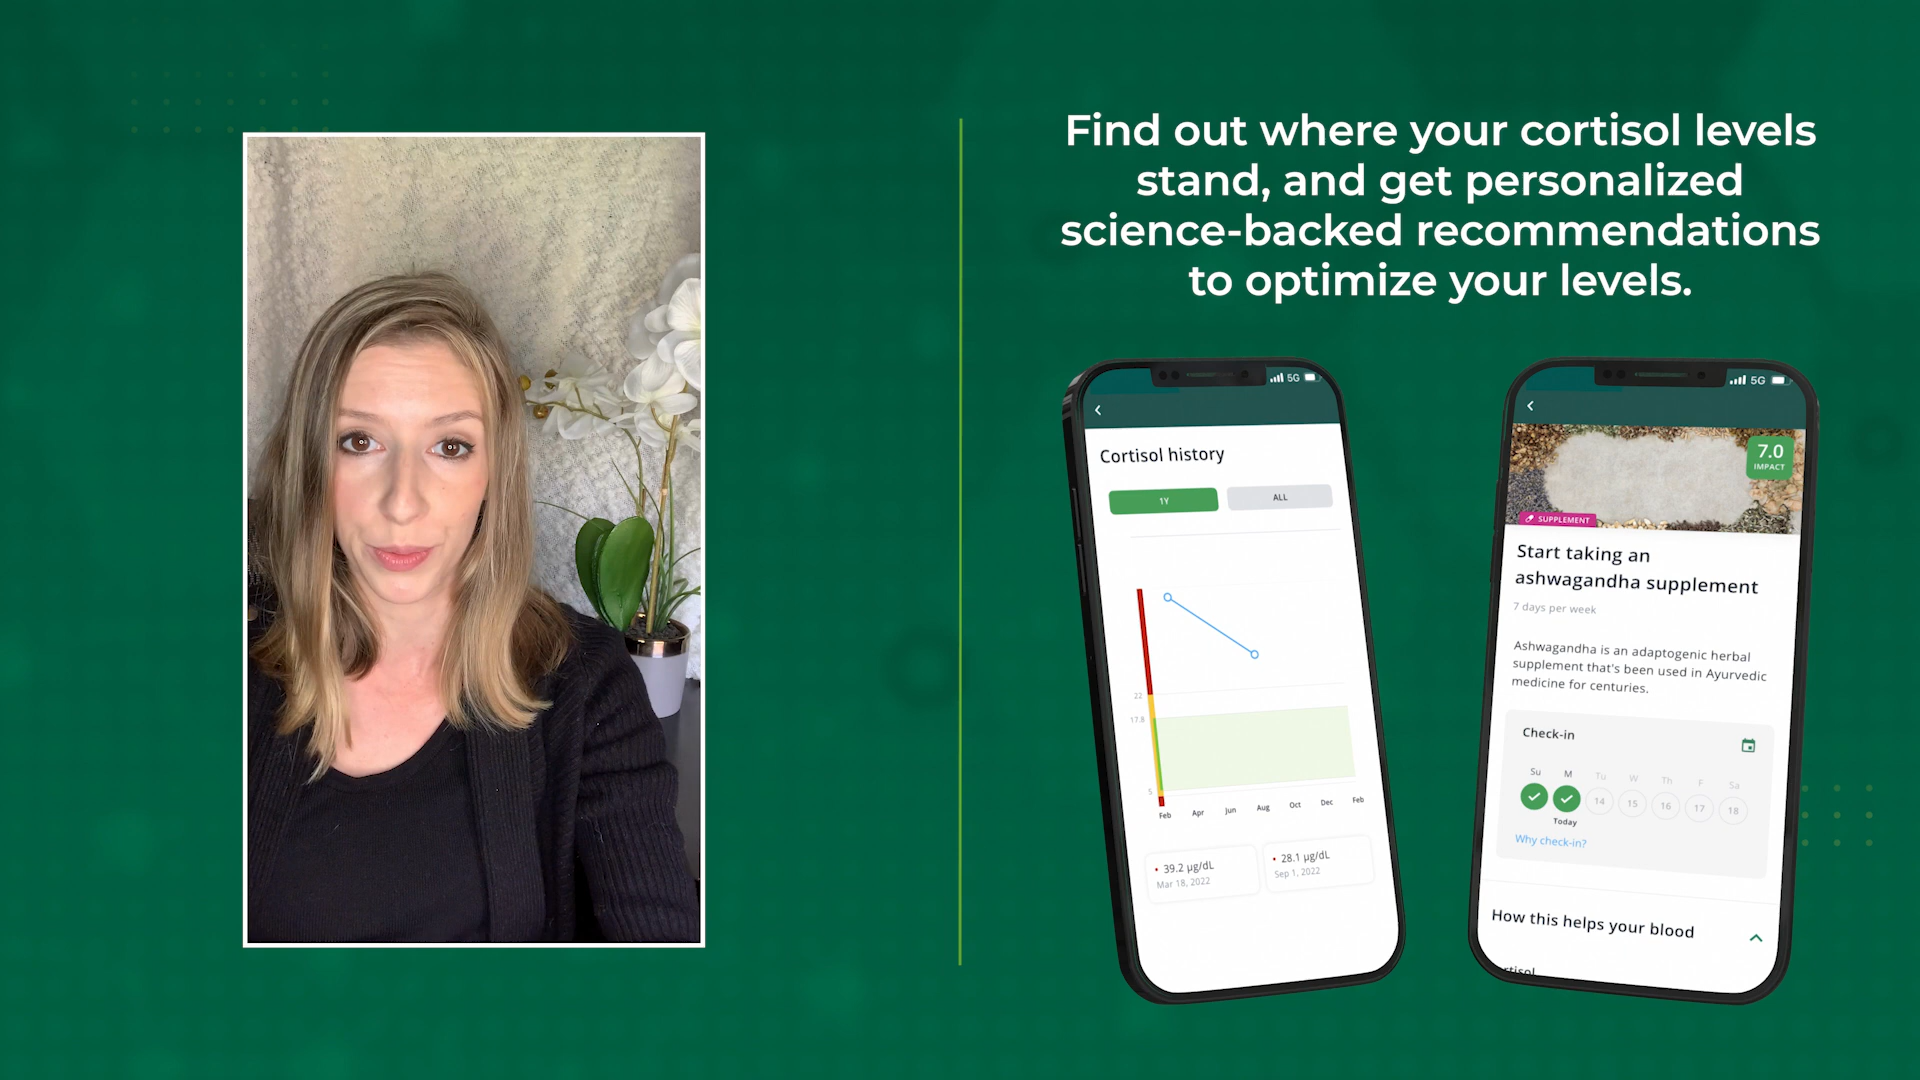 Find out where your cortisol levels
stand, and get personalized
science-backed recommendations
to optimize your levels.
5G
Cortisol history
1Y
ALL
22
17.8
5
Feb
Apr
Jun
Aug
Oct
Dec
Feb
39.2 µg/dL
Mar 18, 2022
28.1 µg/dL
Sep 1, 2022
5G
7.0
IMPACT
SUPPLEMENT
Start taking an
ashwagandha supplement
7 days per week
Ashwagandha is an adaptogenic herbal
supplement that's been used in Ayurvedic
medicine for centuries.
Check-in
Su M Tu W Th F Sa
14 15 16 17 18
Today
Why check-in?
How this helps your blood